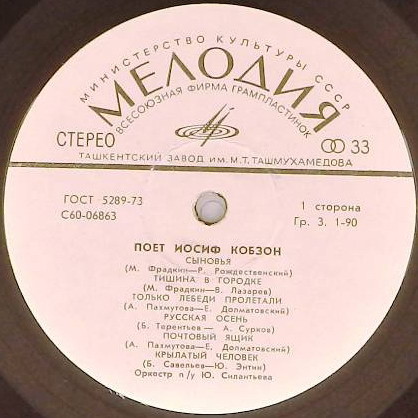 МИНИСТЕРСТВО КУЛЬТУРЫ СССР
МЕЛОДИЯ
ВСЕСОЮЗНАЯ ФИРМА ГРАМПЛАСТИНОК
СТЕРЕО
33
ТАШКЕНТСКИЙ ЗАВОД ИМ. М.Т. ТАШМУХАМЕДОВА
ГОСТ 5289-73
С60-06863
1 сторона
Гр. 3. 1-90
ПОЕТ ИОСИФ КОБЗОН
СЫНОВЬЯ
(М. Фрадкин—Р. Рождественский)
ТИШИНА В ГОРОДКЕ
(М. Фрадкин—В. Лазарев)
ТОЛЬКО ЛЕБЕДИ ПРОЛЕТАЛИ
(А. Пахмутова—Е. Долматовский)
РУССКАЯ ОСЕНЬ
(Б. Терентьев — А. Сурков)
ПОЧТОВЫЙ ЯЩИК
(А. Пахмутова—Е. Долматовский)
КРЫЛАТЫЙ ЧЕЛОВЕК
(Б. Савельев—Ю. Энтин)
Оркестр п/у Ю. Силантьева